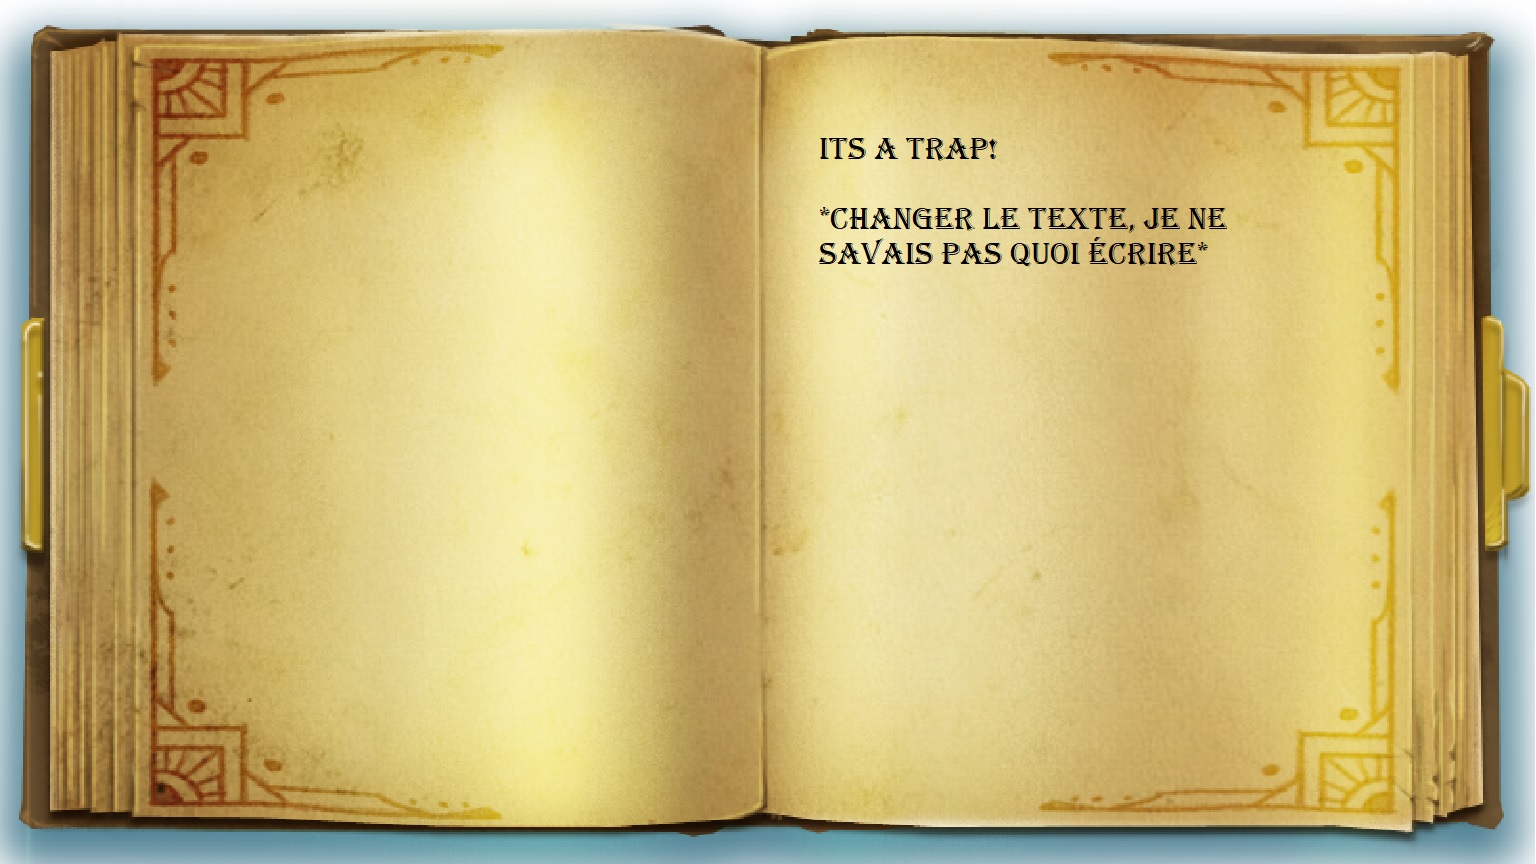 ITS A TRAP!
*CHANGER LE TEXTE, JE NE
SAVAIS PAS QUOI ÉCRIRE*